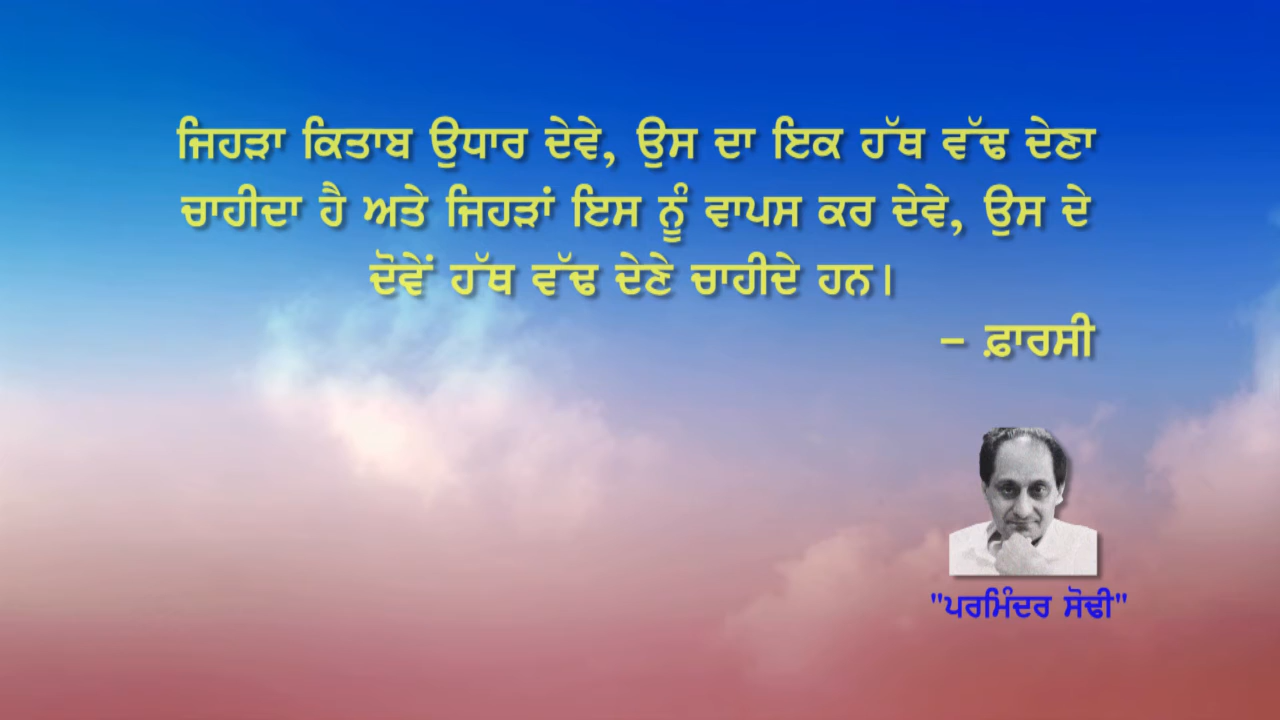 ਜਿਹੜਾ ਕਿਤਾਬ ਉਧਾਰ ਦੇਵੇ, ਉਸ ਦਾ ਇਕ ਹੱਥ ਵੱਢ ਦੇਣਾ
ਚਾਹੀਦਾ ਹੈ ਅਤੇ ਜਿਹੜਾਂ ਇਸ ਨੂੰ ਵਾਪਸ ਕਰ ਦੇਵੇ, ਉਸ ਦੇ
ਦੋਵੇਂ ਹੱਥ ਵੱਢ ਦੇਣੇ ਚਾਹੀਦੇ ਹਨ।
– ਫ਼ਾਰਸੀ
"ਪਰਮਿੰਦਰ ਸੋਢੀ"